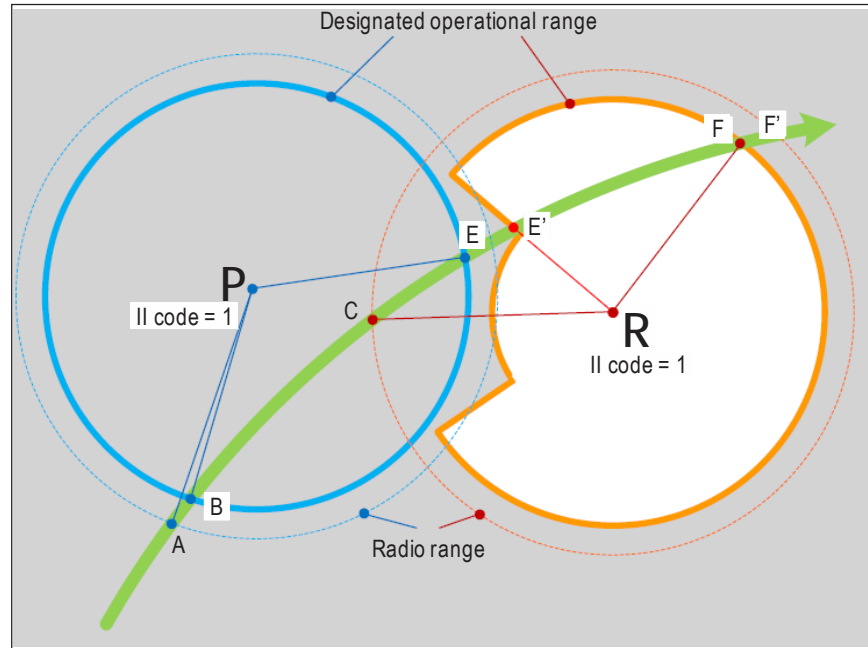 Designated operational range
F
F’
E
E’
P
II code = 1
C
R
II code = 1
B
A
Radio range